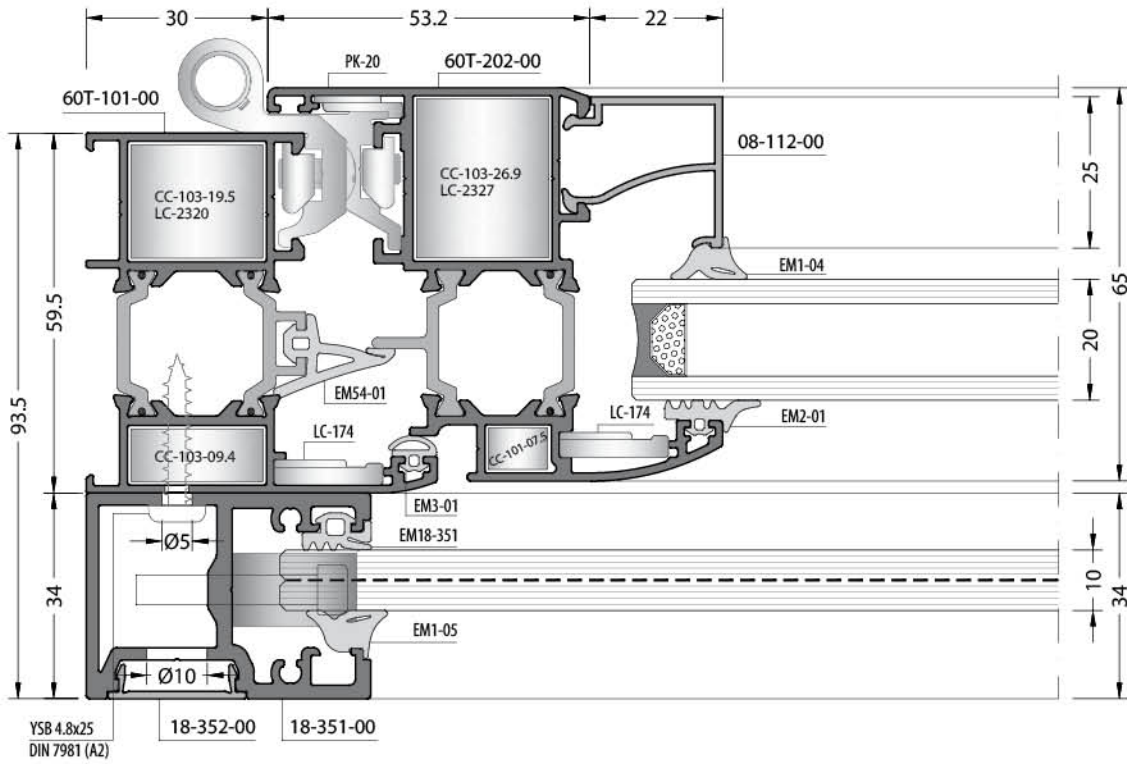 30
53.2
22
PK-20
60T-202-00
60T-101-00
08-112-00
CC-103-19.5
LC-2320
CC-103-26.9
LC-2327
25
EM1-04
65
59.5
20
93.5
EM54-01
LC-174
LC-174
EM2-01
CC-103-09.4
CC-101-07.5
EM3-01
EM18-351
Ø5
34
10
34
EM1-05
Ø10
YSB 4.8x25
DIN 7981 (A2)
18-352-00
18-351-00